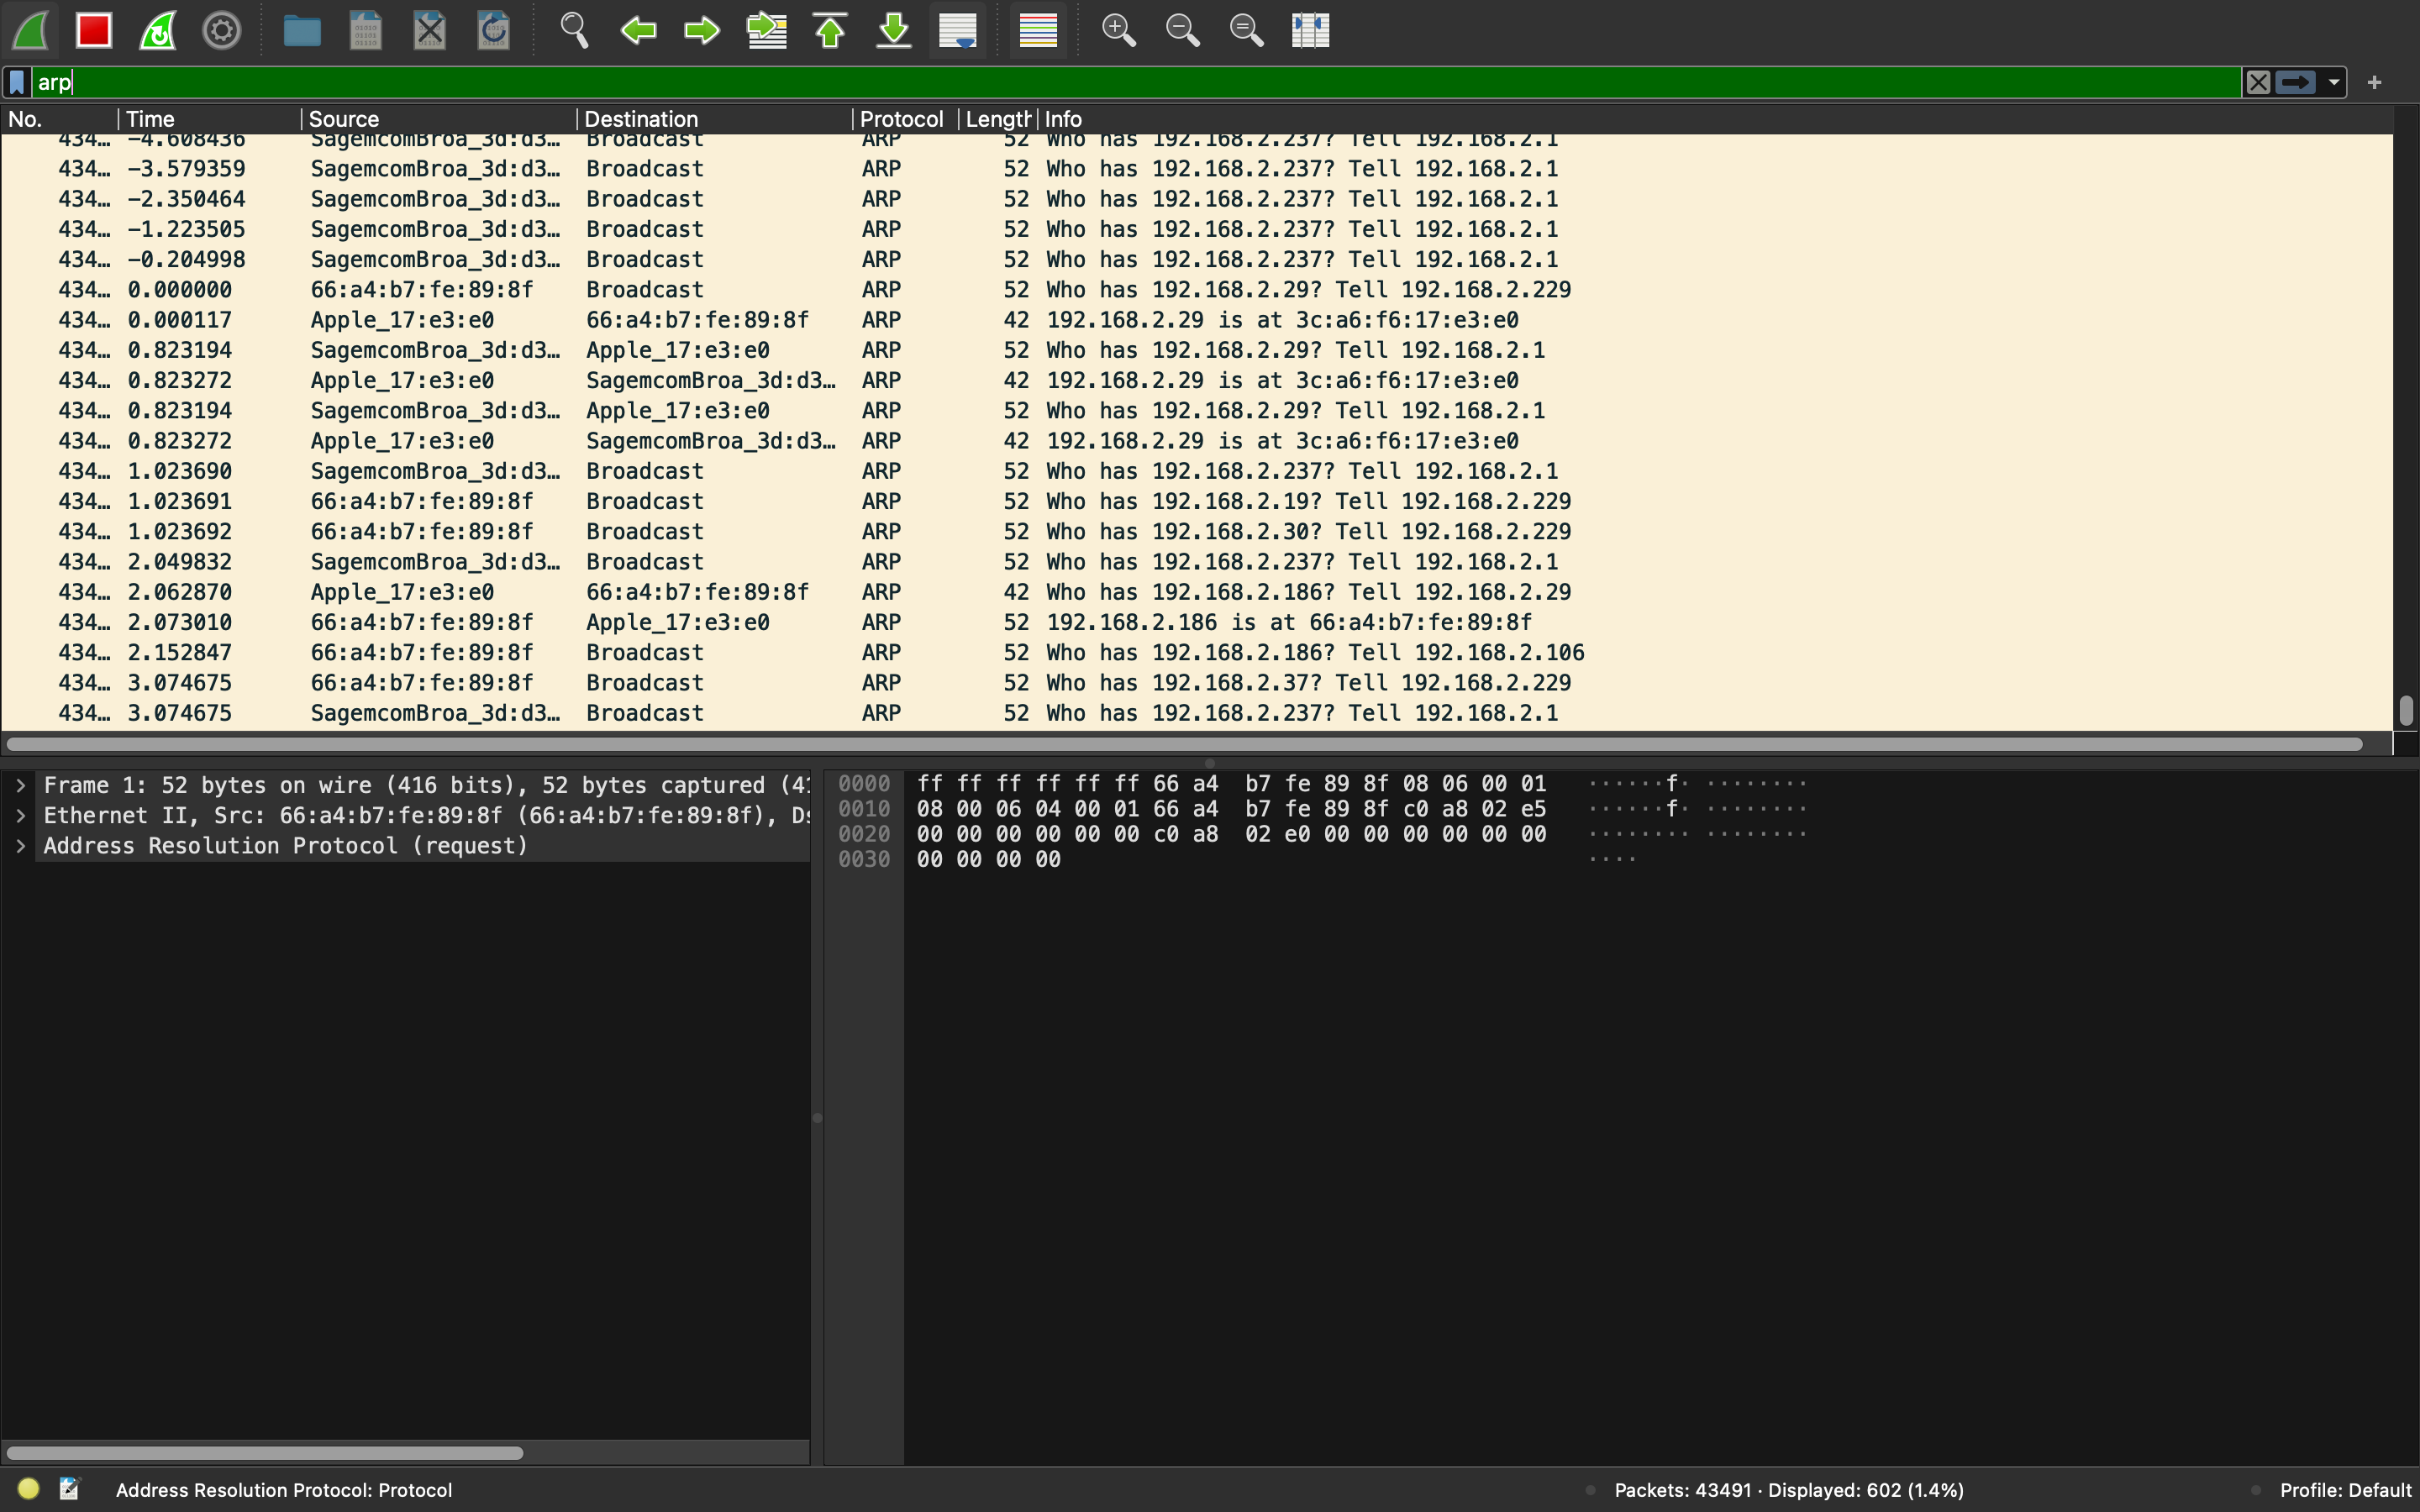 arp
No. Time Source Destination Protocol Length Info
434… -4.608436 SagemcomBroa_3d:d3… Broadcast ARP 52 Who has 192.168.2.237? Tell 192.168.2.1
434… -3.579359 SagemcomBroa_3d:d3… Broadcast ARP 52 Who has 192.168.2.237? Tell 192.168.2.1
434… -2.350464 SagemcomBroa_3d:d3… Broadcast ARP 52 Who has 192.168.2.237? Tell 192.168.2.1
434… -1.223505 SagemcomBroa_3d:d3… Broadcast ARP 52 Who has 192.168.2.237? Tell 192.168.2.1
434… -0.204998 SagemcomBroa_3d:d3… Broadcast ARP 52 Who has 192.168.2.237? Tell 192.168.2.1
434… 0.000000 66:a4:b7:fe:89:8f Broadcast ARP 52 Who has 192.168.2.29? Tell 192.168.2.229
434… 0.000117 Apple_17:e3:e0 66:a4:b7:fe:89:8f ARP 42 192.168.2.29 is at 3c:a6:f6:17:e3:e0
434… 0.823194 SagemcomBroa_3d:d3… Apple_17:e3:e0 ARP 52 Who has 192.168.2.29? Tell 192.168.2.1
434… 0.823272 Apple_17:e3:e0 SagemcomBroa_3d:d3… ARP 42 192.168.2.29 is at 3c:a6:f6:17:e3:e0
434… 0.823194 SagemcomBroa_3d:d3… Apple_17:e3:e0 ARP 52 Who has 192.168.2.29? Tell 192.168.2.1
434… 0.823272 Apple_17:e3:e0 SagemcomBroa_3d:d3… ARP 42 192.168.2.29 is at 3c:a6:f6:17:e3:e0
434… 1.023690 SagemcomBroa_3d:d3… Broadcast ARP 52 Who has 192.168.2.237? Tell 192.168.2.1
434… 1.023691 66:a4:b7:fe:89:8f Broadcast ARP 52 Who has 192.168.2.19? Tell 192.168.2.229
434… 1.023692 66:a4:b7:fe:89:8f Broadcast ARP 52 Who has 192.168.2.30? Tell 192.168.2.229
434… 2.049832 SagemcomBroa_3d:d3… Broadcast ARP 52 Who has 192.168.2.237? Tell 192.168.2.1
434… 2.062870 Apple_17:e3:e0 66:a4:b7:fe:89:8f ARP 42 Who has 192.168.2.186? Tell 192.168.2.29
434… 2.073010 66:a4:b7:fe:89:8f Apple_17:e3:e0 ARP 52 192.168.2.186 is at 66:a4:b7:fe:89:8f
434… 2.152847 66:a4:b7:fe:89:8f Broadcast ARP 52 Who has 192.168.2.186? Tell 192.168.2.106
434… 3.074675 66:a4:b7:fe:89:8f Broadcast ARP 52 Who has 192.168.2.37? Tell 192.168.2.229
434… 3.074675 SagemcomBroa_3d:d3… Broadcast ARP 52 Who has 192.168.2.237? Tell 192.168.2.1
Frame 1: 52 bytes on wire (416 bits), 52 bytes captured (41
Ethernet II, Src: 66:a4:b7:fe:89:8f (66:a4:b7:fe:89:8f), Ds
Address Resolution Protocol (request)
0000 ff ff ff ff ff ff 66 a4 b7 fe 89 8f 08 06 00 01 ······f· ········
0010 08 00 06 04 00 01 66 a4 b7 fe 89 8f c0 a8 02 e5 ······f· ········
0020 00 00 00 00 00 00 c0 a8 02 e0 00 00 00 00 00 00 ········ ········
0030 00 00 00 00 ····
Address Resolution Protocol: Protocol
Packets: 43491 · Displayed: 602 (1.4%)
Profile: Default